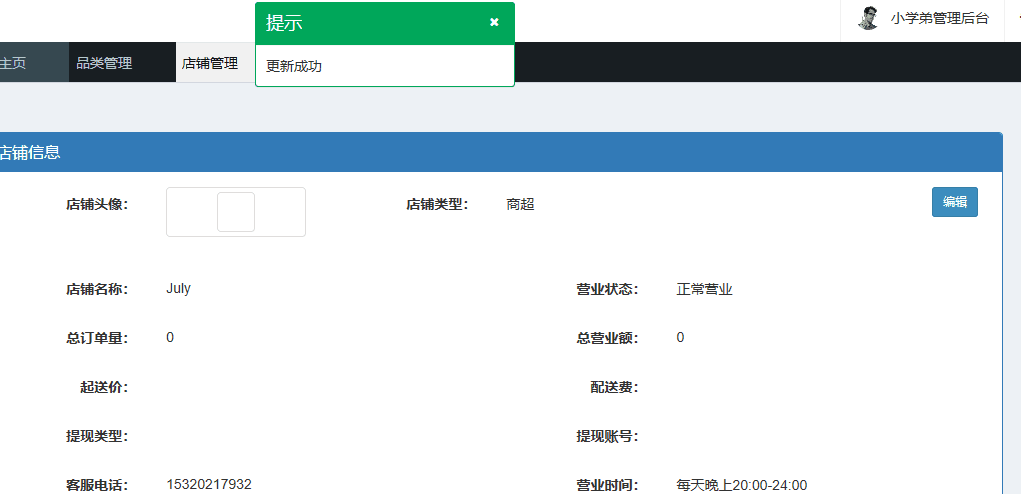 提示 ×
小学弟管理后台
主页 品类管理 店铺管理
更新成功
店铺信息
店铺头像： 店铺类型： 商超 编辑
店铺名称： July 营业状态： 正常营业
总订单量： 0 总营业额： 0
起送价： 配送费：
提现类型： 提现账号：
客服电话： 15320217932 营业时间： 每天晚上20:00-24:00